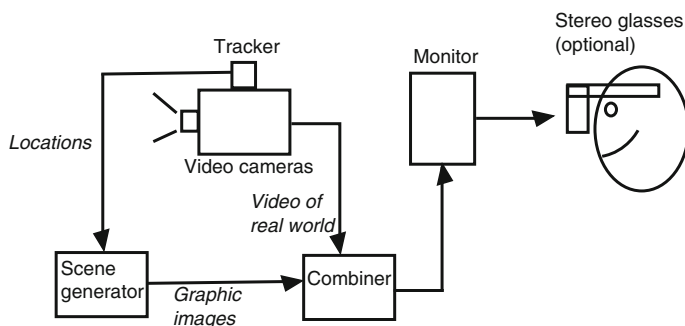 Stereo glasses
(optional)
Tracker
Monitor
Locations
Video cameras
Video of
real world
Scene
generator
Combiner
Graphic
images